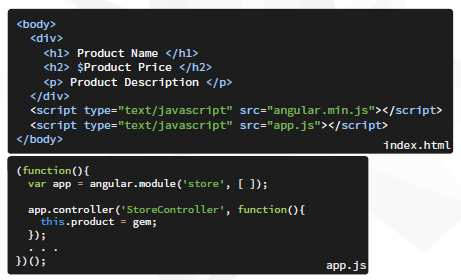 <body>
<div>
<h1> Product Name </h1>
<h2> $Product Price </h2>
<p> Product Description </p>
</div>
<script type="text/javascript" src="angular.min.js"></script>
<script type="text/javascript" src="app.js"></script>
</body>
index.html
(function(){
var app = angular.module('store', [ ]);
app.controller('StoreController', function(){
this.product = gem;
});
. . .
})();
app.js